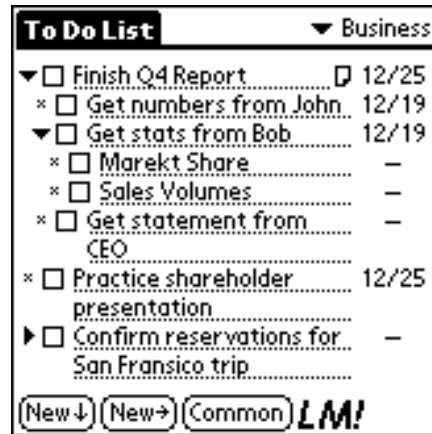 To Do List Business
Finish Q4 Report 12/25
Get numbers from John 12/19
Get stats from Bob 12/19
Marekt Share –
Sales Volumes –
Get statement from –
CEO
Practice shareholder 12/25
presentation
Confirm reservations for –
San Fransico trip
New↓ New→ Common LM!